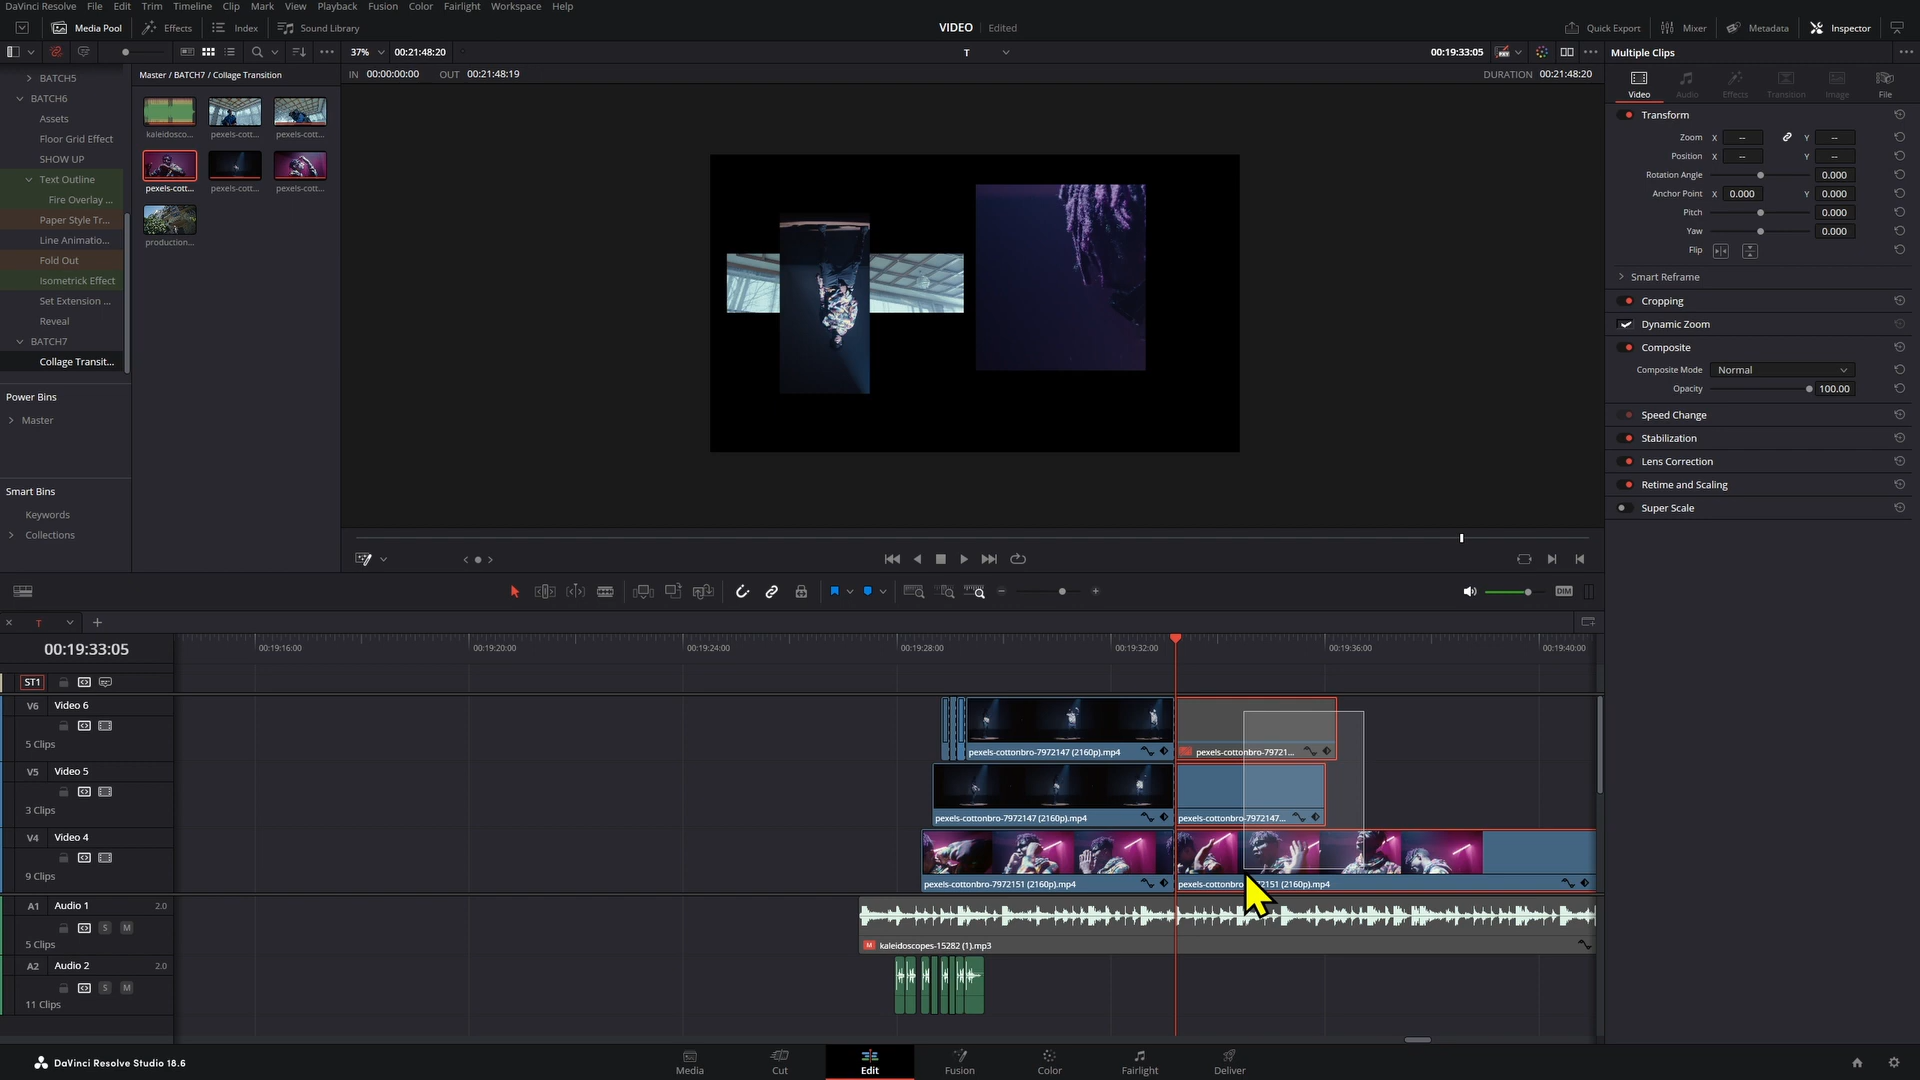 DaVinci Resolve File Edit Trim Timeline Clip Mark View Playback Fusion Color Fairlight Workspace Help
Media Pool Effects Index Sound Library VIDEO Edited Quick Export Mixer Metadata Inspector
37% 00:21:48:20 T 00:19:33:05 Multiple Clips
BATCH5 Master / BATCH7 / Collage Transition IN 00:00:00:00 OUT 00:21:48:19 DURATION 00:21:48:20
BATCH6
Assets
Floor Grid Effect
SHOW UP
Text Outline
Fire Overlay ...
Paper Style Tr...
Line Animatio...
Fold Out
Isometrick Effect
Set Extension ...
Reveal
BATCH7
Collage Transit...
Power Bins
Master
Smart Bins
Keywords
Collections
kaleidosco... pexels-cott... pexels-cott...
pexels-cott... pexels-cott... pexels-cott...
production...
Video Audio Effects Transition Image File
Transform
Zoom X -- Y --
Position X -- Y --
Rotation Angle 0.000
Anchor Point X 0.000 Y 0.000
Pitch 0.000
Yaw 0.000
Flip
Smart Reframe
Cropping
Dynamic Zoom
Composite
Composite Mode Normal
Opacity 100.00
Speed Change
Stabilization
Lens Correction
Retime and Scaling
Super Scale
DIM
T
00:19:33:05 00:19:16:00 00:19:20:00 00:19:24:00 00:19:28:00 00:19:32:00 00:19:36:00 00:19:40:00
ST1
V6 Video 6
5 Clips
pexels-cottonbro-7972147 (2160p).mp4 pexels-cottonbro-79721...
V5 Video 5
3 Clips
pexels-cottonbro-7972147 (2160p).mp4 pexels-cottonbro-7972147...
V4 Video 4
9 Clips
pexels-cottonbro-7972151 (2160p).mp4 pexels-cottonbro 2151 (2160p).mp4
A1 Audio 1 2.0
S M
5 Clips
M kaleidoscopes-15282 (1).mp3
A2 Audio 2 2.0
S M
11 Clips
DaVinci Resolve Studio 18.6 Media Cut Edit Fusion Color Fairlight Deliver